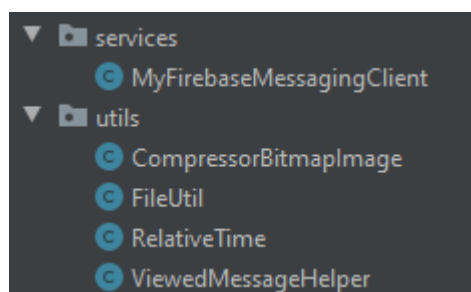 services
MyFirebaseMessagingClient
utils
CompressorBitmapImage
FileUtil
RelativeTime
ViewedMessageHelper